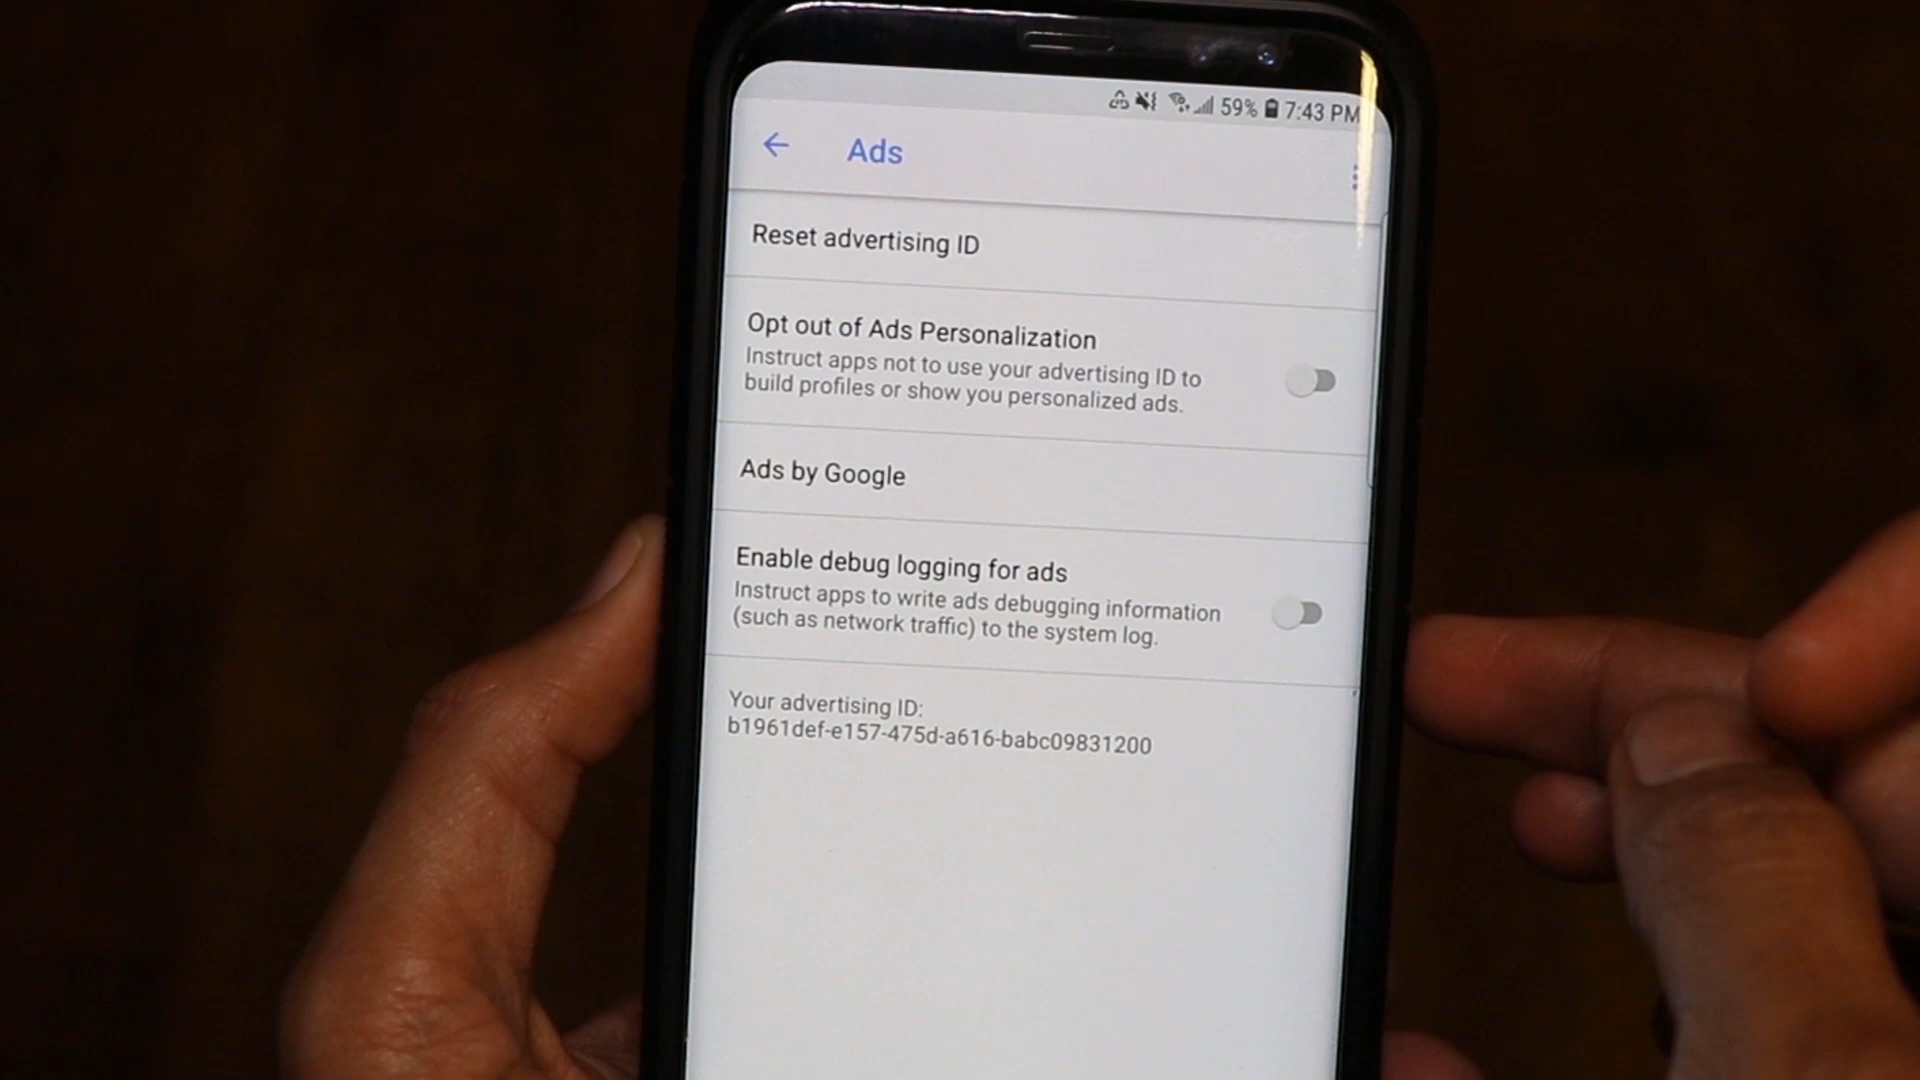 59% 7:43 PM
Ads
Reset advertising ID
Opt out of Ads Personalization
Instruct apps not to use your advertising ID to
build profiles or show you personalized ads.
Ads by Google
Enable debug logging for ads
Instruct apps to write ads debugging information
(such as network traffic) to the system log.
Your advertising ID:
b1961def-e157-475d-a616-babc09831200